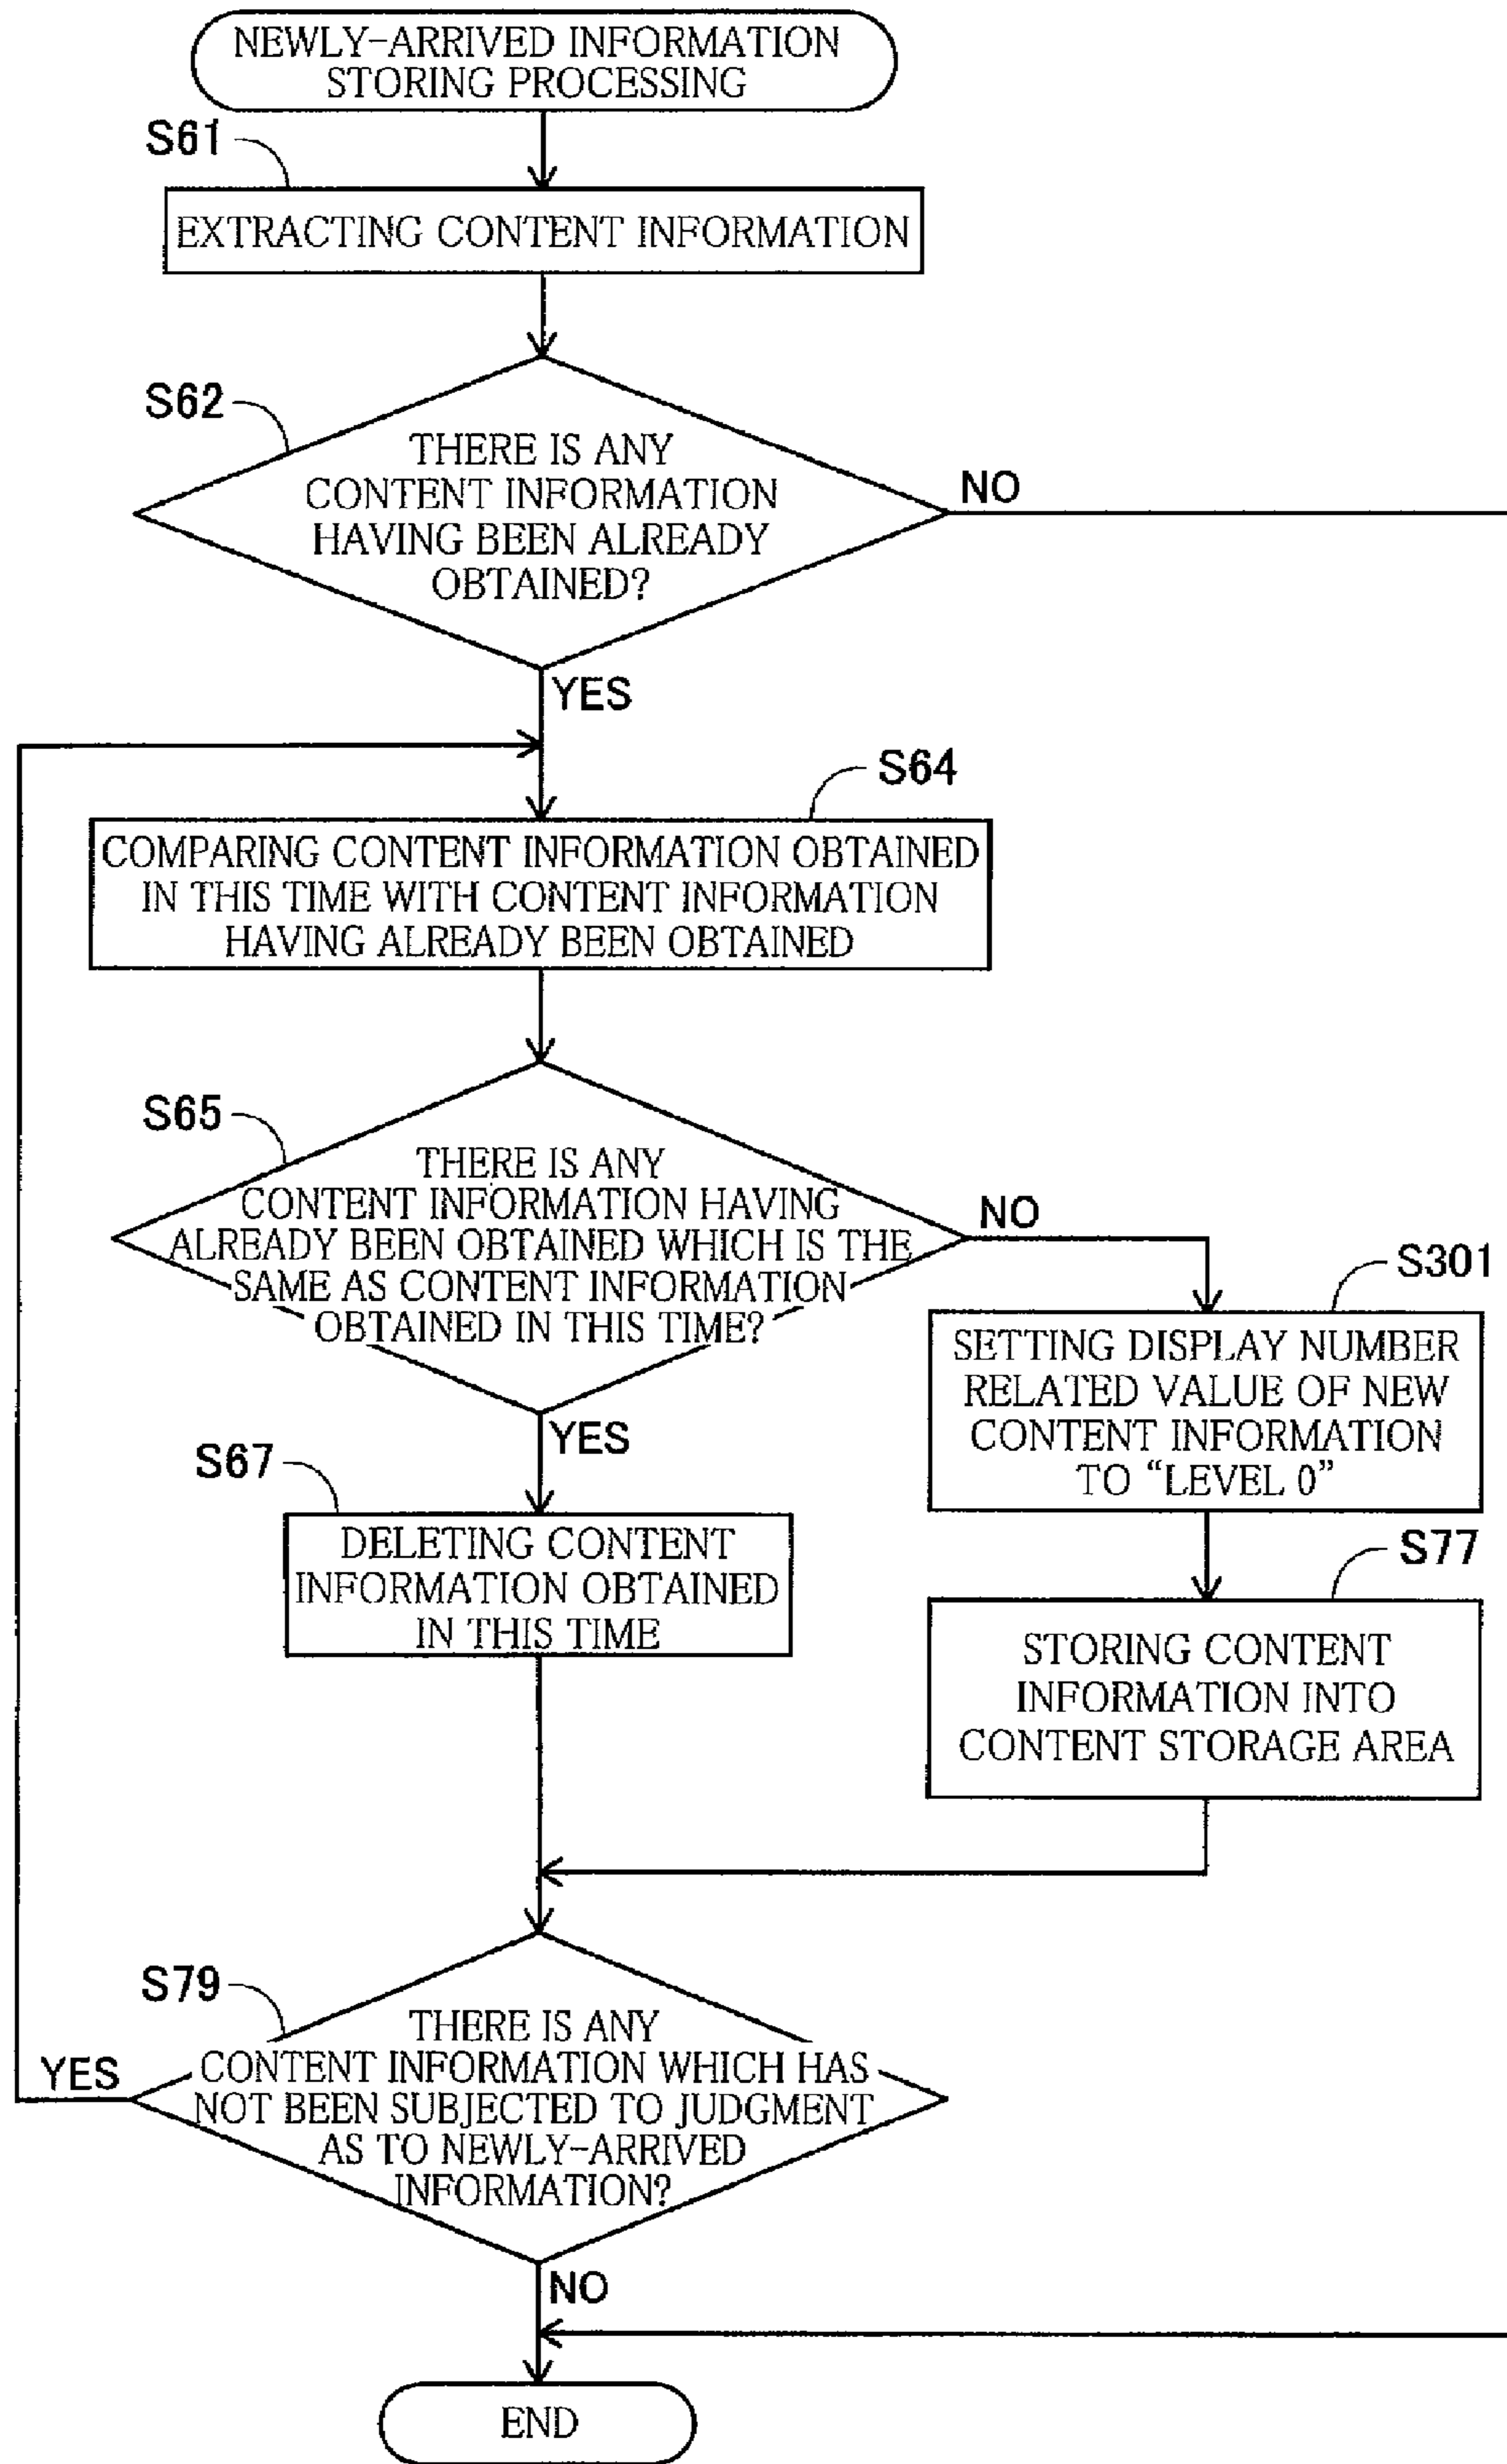 NEWLY-ARRIVED INFORMATION
STORING PROCESSING
S61
EXTRACTING CONTENT INFORMATION
S62
THERE IS ANY
CONTENT INFORMATION
HAVING BEEN ALREADY
OBTAINED?
NO
YES
S64
COMPARING CONTENT INFORMATION OBTAINED
IN THIS TIME WITH CONTENT INFORMATION
HAVING ALREADY BEEN OBTAINED
S65
THERE IS ANY
CONTENT INFORMATION HAVING
ALREADY BEEN OBTAINED WHICH IS THE
SAME AS CONTENT INFORMATION
OBTAINED IN THIS TIME?
NO
YES
S301
SETTING DISPLAY NUMBER
RELATED VALUE OF NEW
CONTENT INFORMATION
TO “LEVEL 0”
S67
DELETING CONTENT
INFORMATION OBTAINED
IN THIS TIME
S77
STORING CONTENT
INFORMATION INTO
CONTENT STORAGE AREA
S79
THERE IS ANY
CONTENT INFORMATION WHICH HAS
NOT BEEN SUBJECTED TO JUDGMENT
AS TO NEWLY-ARRIVED
INFORMATION?
YES
NO
END